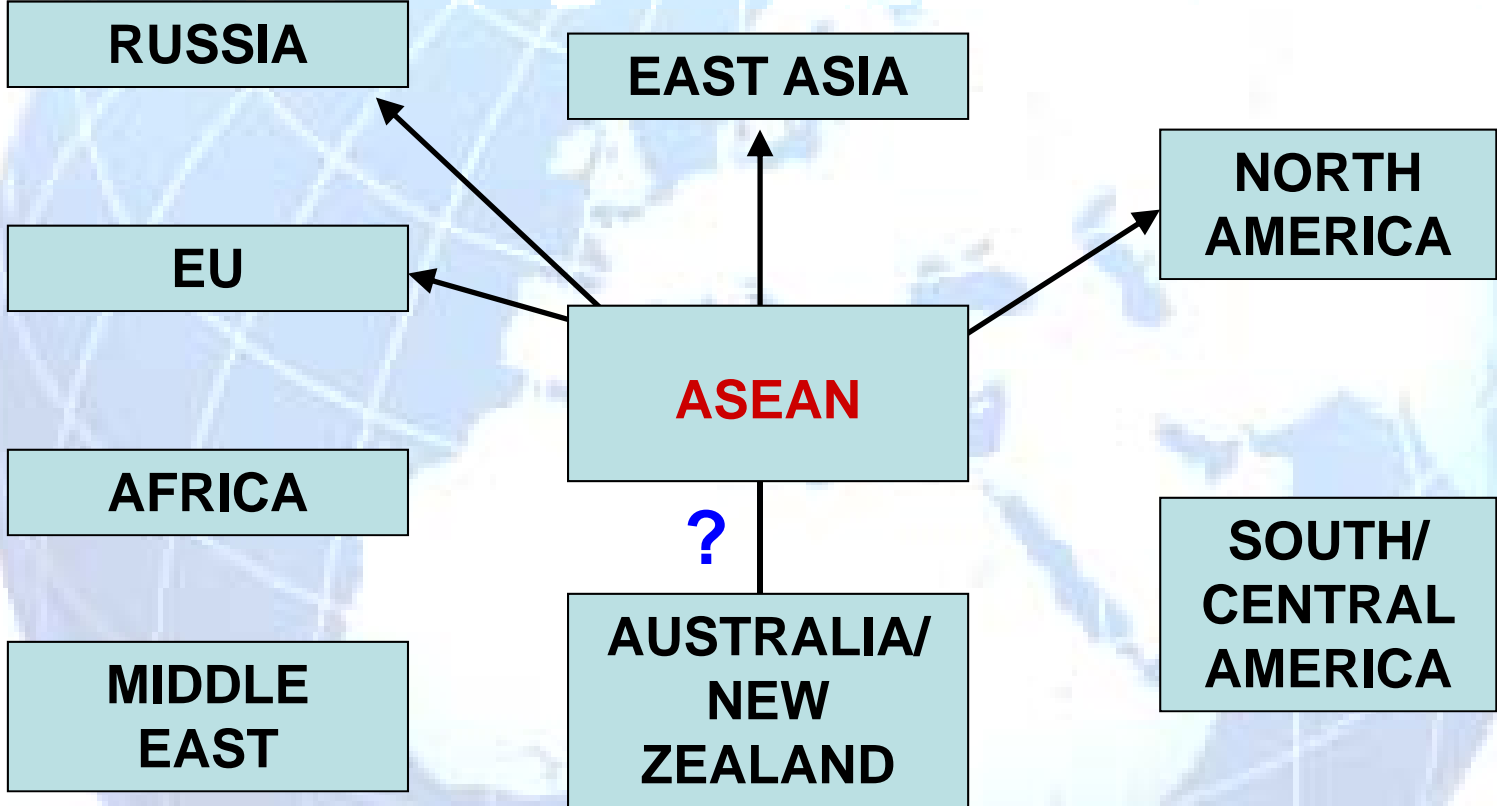 RUSSIA
EAST ASIA
NORTH
AMERICA
EU
ASEAN
AFRICA
?
SOUTH/
CENTRAL
AMERICA
AUSTRALIA/
NEW
ZEALAND
MIDDLE
EAST